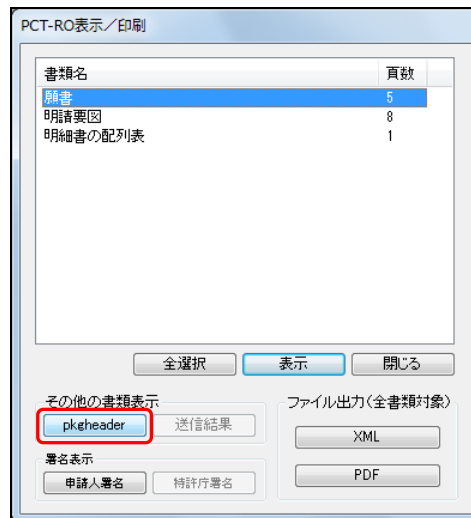 PCT-RO表示／印刷
書類名 頁数
願書 5
明請要図 8
明細書の配列表 1
全選択 表示 閉じる
その他の書類表示 ファイル出力(全書類対象)
pkgheader 送信結果 XML
署名表示
申請人署名 特許庁署名 PDF